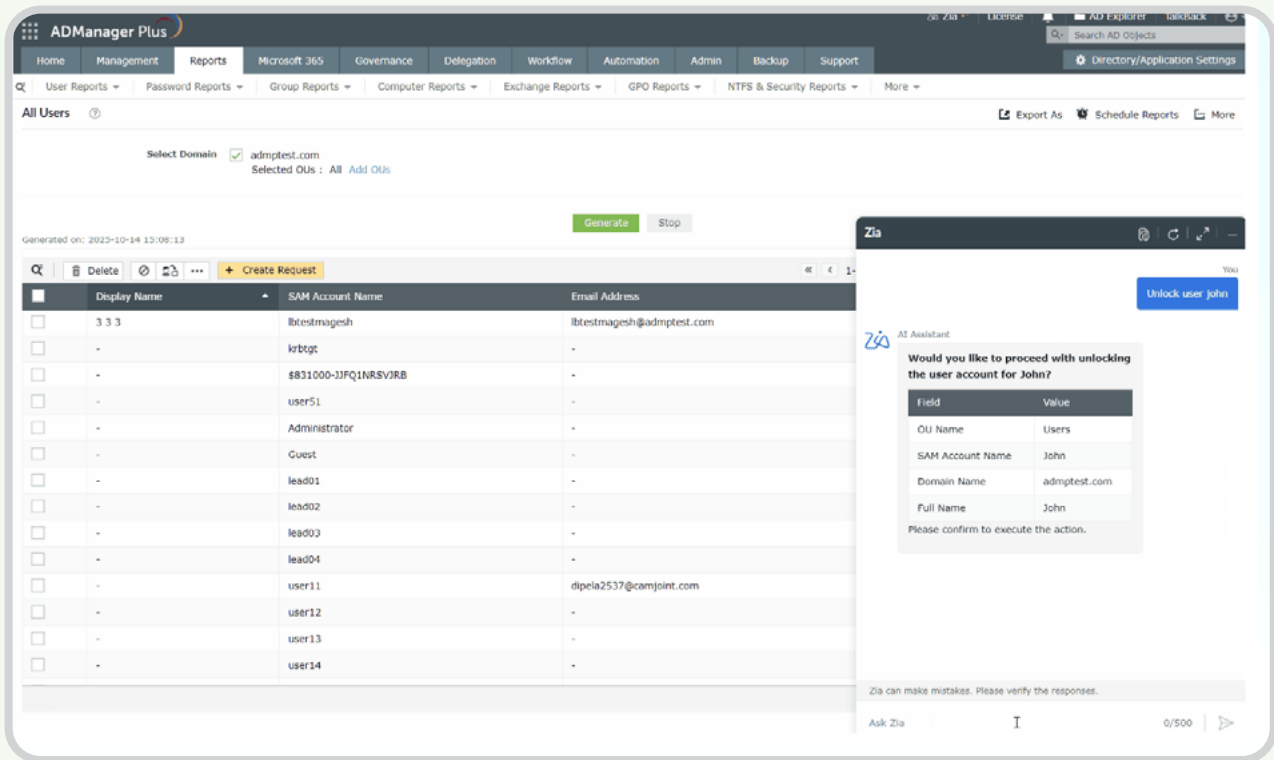 Zia
License
AD Explorer
TalkBack
ADManager Plus
Search AD Objects
Home Management Reports Microsoft 365 Governance Delegation Workflow Automation Admin Backup Support
Directory/Application Settings
User Reports Password Reports Group Reports Computer Reports Exchange Reports GPO Reports NTFS & Security Reports More
All Users
Export As Schedule Reports More
Select Domain admptest.com
Selected OUs : All Add OUs
Generate Stop
Generated on: 2025-10-14 15:08:13
Delete + Create Request
1-
Display Name SAM Account Name Email Address
3 3 3 lbtestmagesh lbtestmagesh@admptest.com
- krbtgt -
- $831000-JJFQ1NRSVJRB -
- user51 -
- Administrator -
- Guest -
- lead01 -
- lead02 -
- lead03 -
- lead04 -
- user11 dipela2537@camjoint.com
- user12 -
- user13 -
- user14 -
Zia
You
Unlock user john
Zia
AI Assistant
Would you like to proceed with unlocking
the user account for John?
Field Value
OU Name Users
SAM Account Name John
Domain Name admptest.com
Full Name John
Please confirm to execute the action.
Zia can make mistakes. Please verify the responses.
Ask Zia 0/500